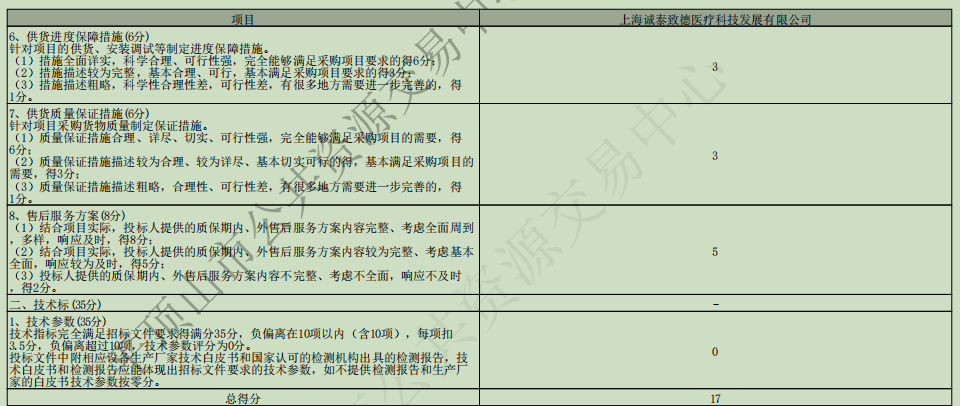 项目 上海诚泰致德医疗科技发展有限公司
6、供货进度保障措施(6分)
针对项目的供货、安装调试等制定进度保障措施。
（1）措施全面详实，科学合理、可行性强，完全能够满足采购项目要求的得6分；
（2）措施描述较为完整，基本合理、可行，基本满足采购项目要求的得3分；
（3）措施描述粗略，科学性合理性差，可行性差，有很多地方需要进一步完善的，得
1分。
3
7、供货质量保证措施(6分)
针对项目采购货物质量制定保证措施。
（1）质量保证措施合理、详尽、切实、可行性强，完全能够满足采购项目的需要，得
6分；
（2）质量保证措施描述较为合理、较为详尽、基本切实可行的得，基本满足采购项目的
需要，得3分；
（3）质量保证措施描述粗略，合理性、可行性差，有很多地方需要进一步完善的，得
1分。
3
8、售后服务方案(8分)
（1）结合项目实际，投标人提供的质保期内、外售后服务方案内容完整、考虑全面周到
，多样，响应及时，得8分；
（2）结合项目实际，投标人提供的质保期内、外售后服务方案内容较为完整、考虑基本
全面，响应较为及时，得5分；
（3）投标人提供的质保期内、外售后服务方案内容不完整、考虑不全面，响应不及时
，得2分。
5
二、技术标(35分) -
1、技术参数(35分)
技术指标完全满足招标文件要求得满分35分，负偏离在10项以内（含10项），每项扣
3.5分，负偏离超过10项，技术参数评分为0分。
投标文件中附相应设备生产厂家技术白皮书和国家认可的检测机构出具的检测报告，技
术白皮书和检测报告应能体现出招标文件要求的技术参数，如不提供检测报告和生产厂
家的白皮书技术参数按零分。
0
总得分 17
顶山市公共资源交易中
公共资源交易中心